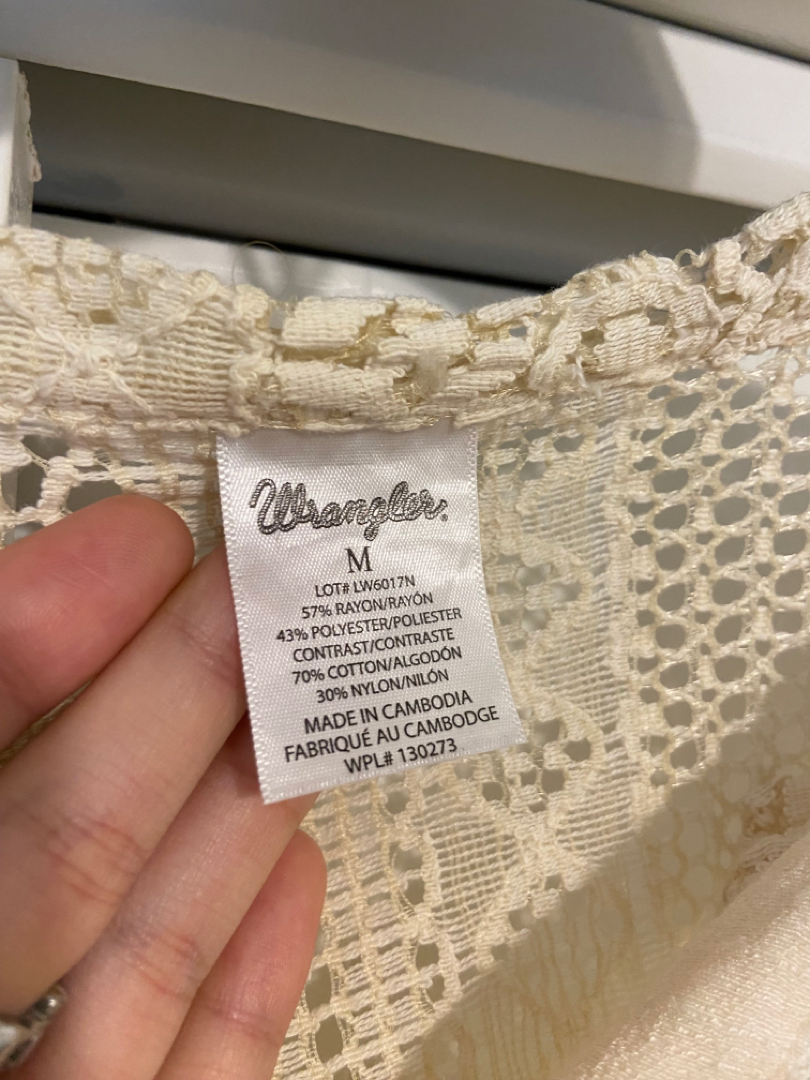 Wrangler
M
LOT# LW6017N
57% RAYON/RAYÓN
43% POLYESTER/POLIESTER
CONTRAST/CONTRASTE
70% COTTON/ALGODÓN
30% NYLON/NILÓN
MADE IN CAMBODIA
FABRIQUÉ AU CAMBODGE
WPL# 130273